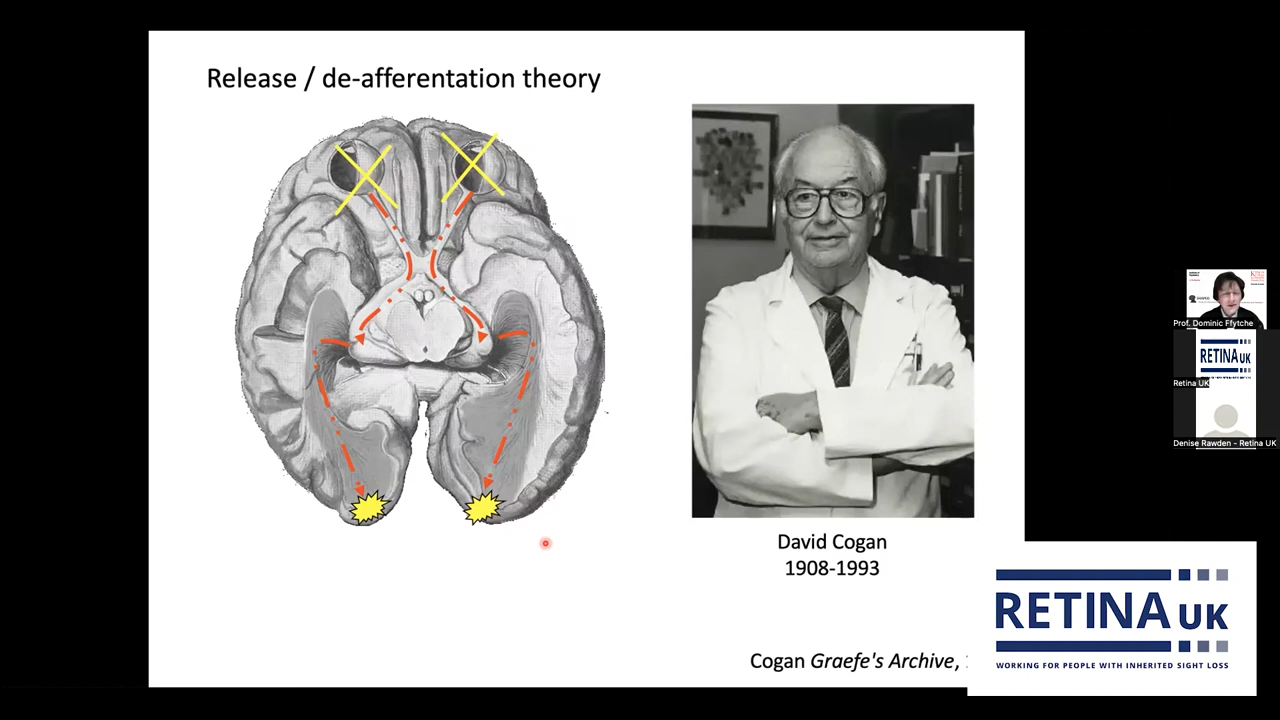 Release / de-afferentation theory
David Cogan
1908-1993
Cogan Graefe's Archive,
Prof. Dominic Ffytche
RETINA UK
Retina UK
Denise Rawden - Retina UK
RETINA UK
WORKING FOR PEOPLE WITH INHERITED SIGHT LOSS